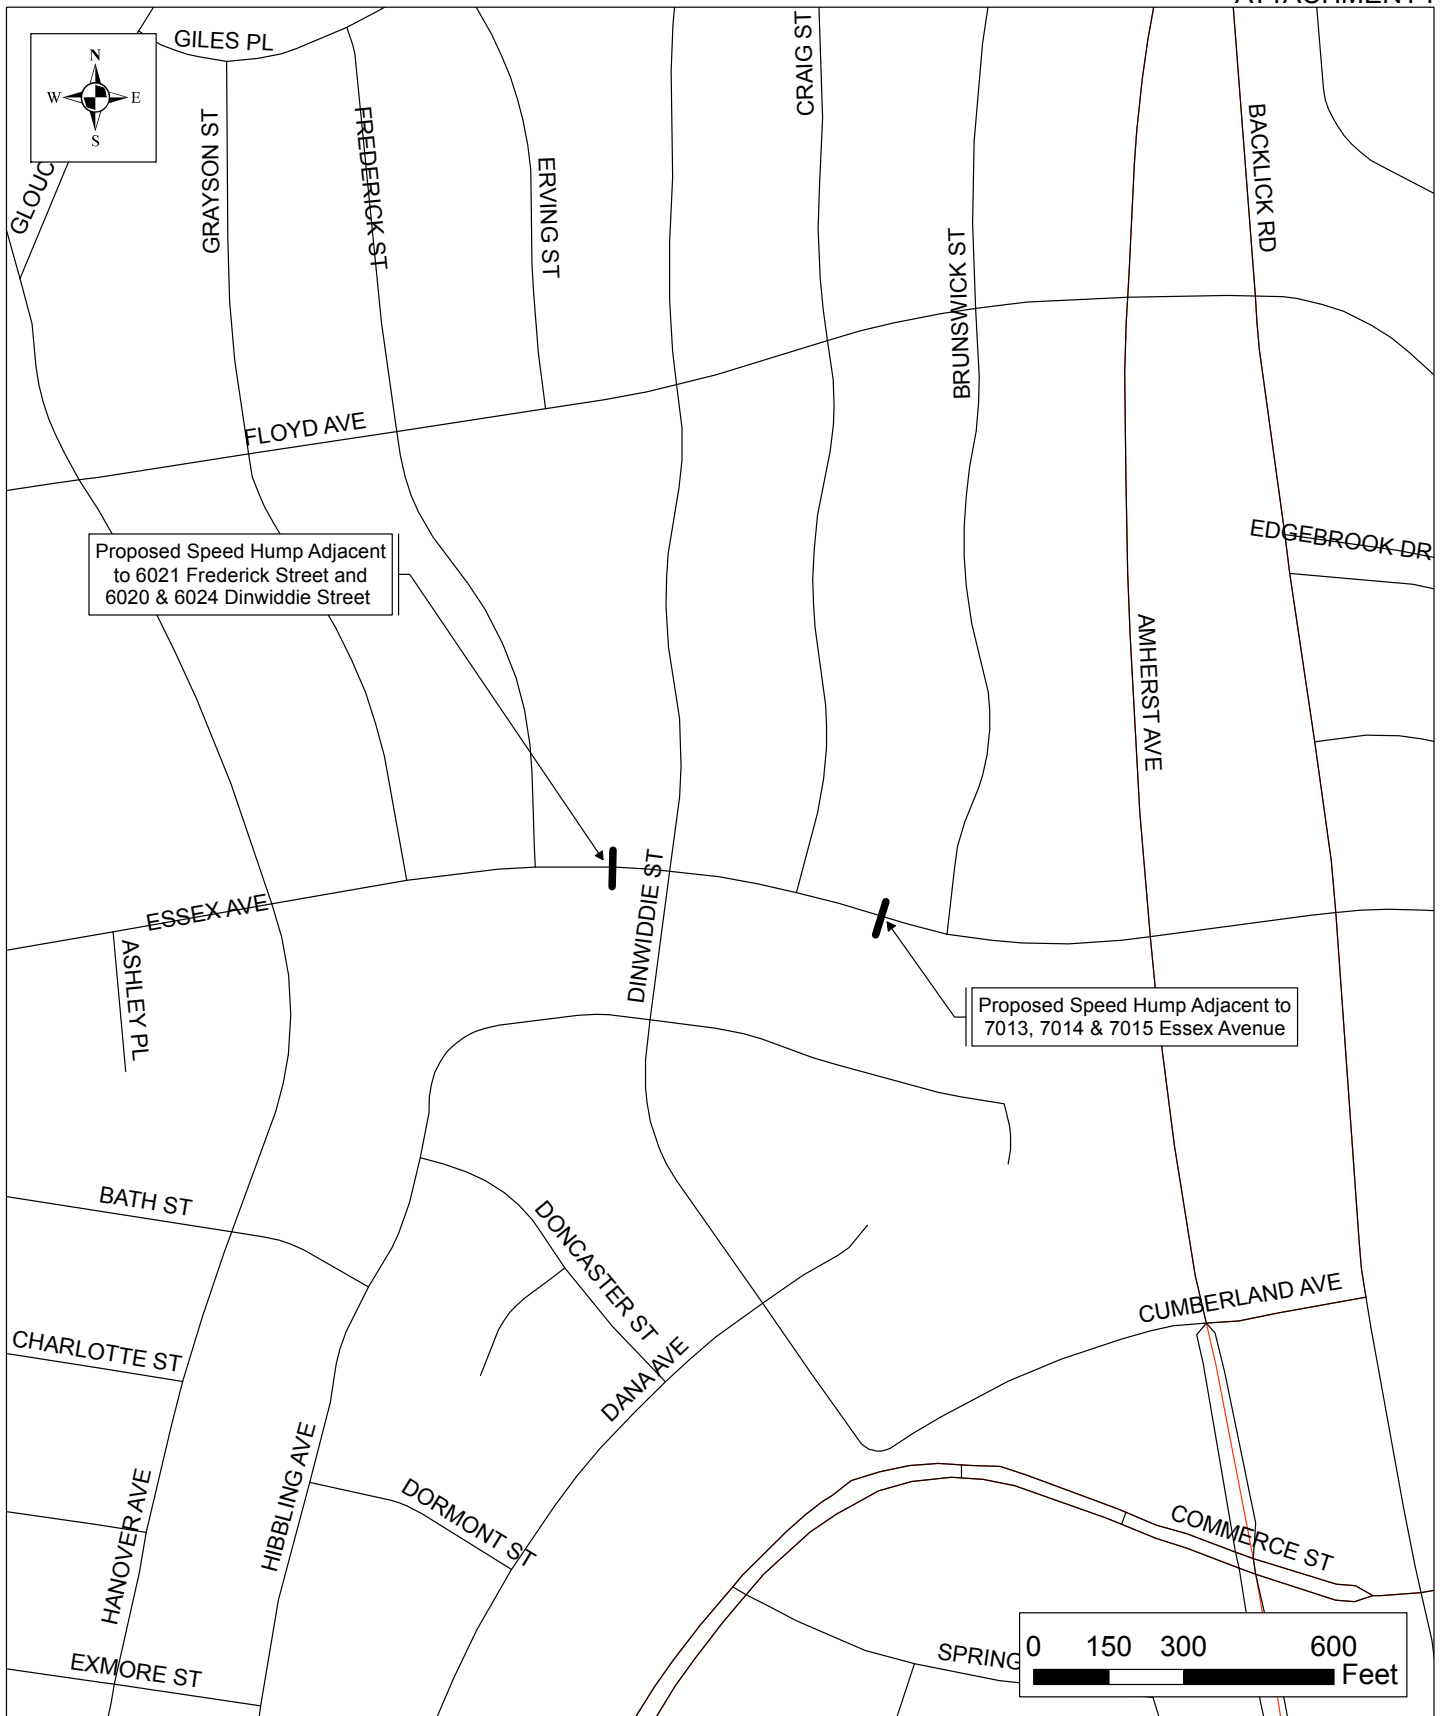 GILES PL
N
W
E
S
GRAYSON ST
FREDERICK ST
ERVING ST
CRAIG ST
BRUNSWICK ST
BACKLICK RD
FLOYD AVE
EDGEBROOK DR
Proposed Speed Hump Adjacent
to 6021 Frederick Street and
6020 & 6024 Dinwiddie Street
AMHERST AVE
ESSEX AVE
DINWIDDIE ST
ASHLEY PL
Proposed Speed Hump Adjacent to
7013, 7014 & 7015 Essex Avenue
BATH ST
DONCASTER ST
CUMBERLAND AVE
CHARLOTTE ST
DANA AVE
HANOVER AVE
HIBBLING AVE
DORMONT ST
COMMERCE ST
EXMORE ST
SPRING
0 150 300 600
Feet